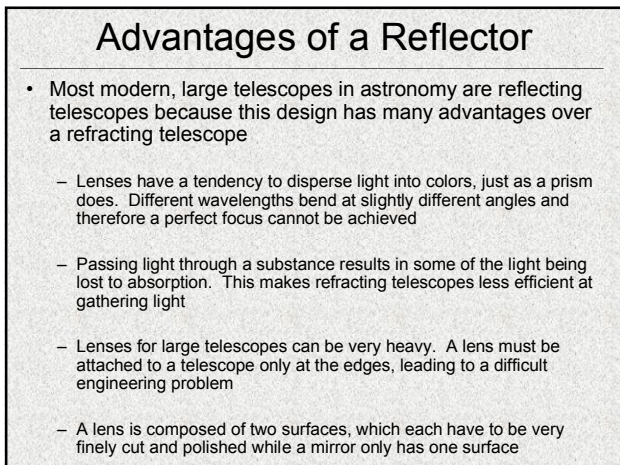 Advantages of a Reflector
• Most modern, large telescopes in astronomy are reflecting
telescopes because this design has many advantages over
a refracting telescope
– Lenses have a tendency to disperse light into colors, just as a prism
does.  Different wavelengths bend at slightly different angles and
therefore a perfect focus cannot be achieved
– Passing light through a substance results in some of the light being
lost to absorption.  This makes refracting telescopes less efficient at
gathering light
– Lenses for large telescopes can be very heavy.  A lens must be
attached to a telescope only at the edges, leading to a difficult
engineering problem
– A lens is composed of two surfaces, which each have to be very
finely cut and polished while a mirror only has one surface